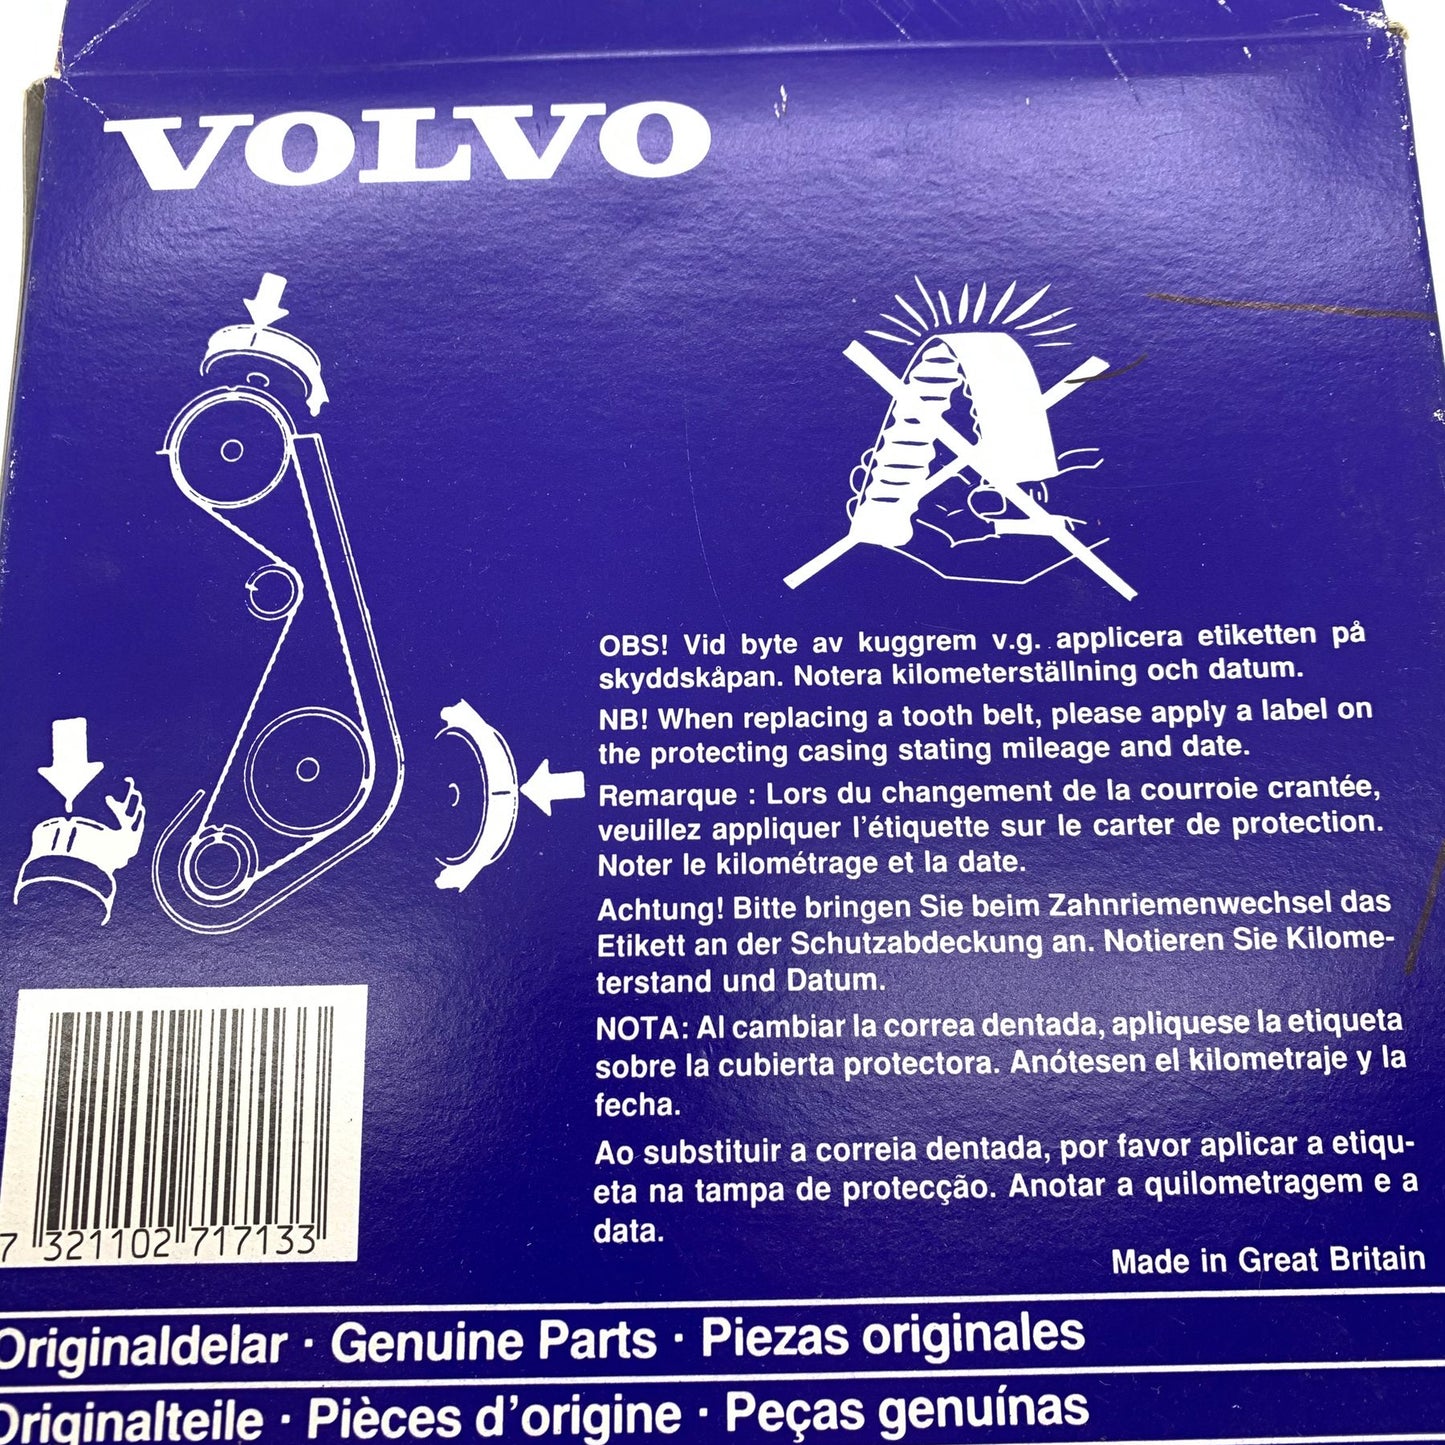 VOLVO
OBS! Vid byte av kuggrem v.g. applicera etiketten på
skyddskåpan. Notera kilometerställning och datum.
NB! When replacing a tooth belt, please apply a label on
the protecting casing stating mileage and date.
Remarque : Lors du changement de la courroie crantée,
veuillez appliquer l'étiquette sur le carter de protection.
Noter le kilométrage et la date.
Achtung! Bitte bringen Sie beim Zahnriemenwechsel das
Etikett an der Schutzabdeckung an. Notieren Sie Kilome-
terstand und Datum.
NOTA: Al cambiar la correa dentada, apliquese la etiqueta
sobre la cubierta protectora. Anótesen el kilometraje y la
fecha.
Ao substituir a correia dentada, por favor aplicar a etiqu-
eta na tampa de protecção. Anotar a quilometragem e a
data.
Made in Great Britain
7 321102 717133
Originaldelar · Genuine Parts · Piezas originales
Originalteile · Pièces d'origine · Peças genuínas